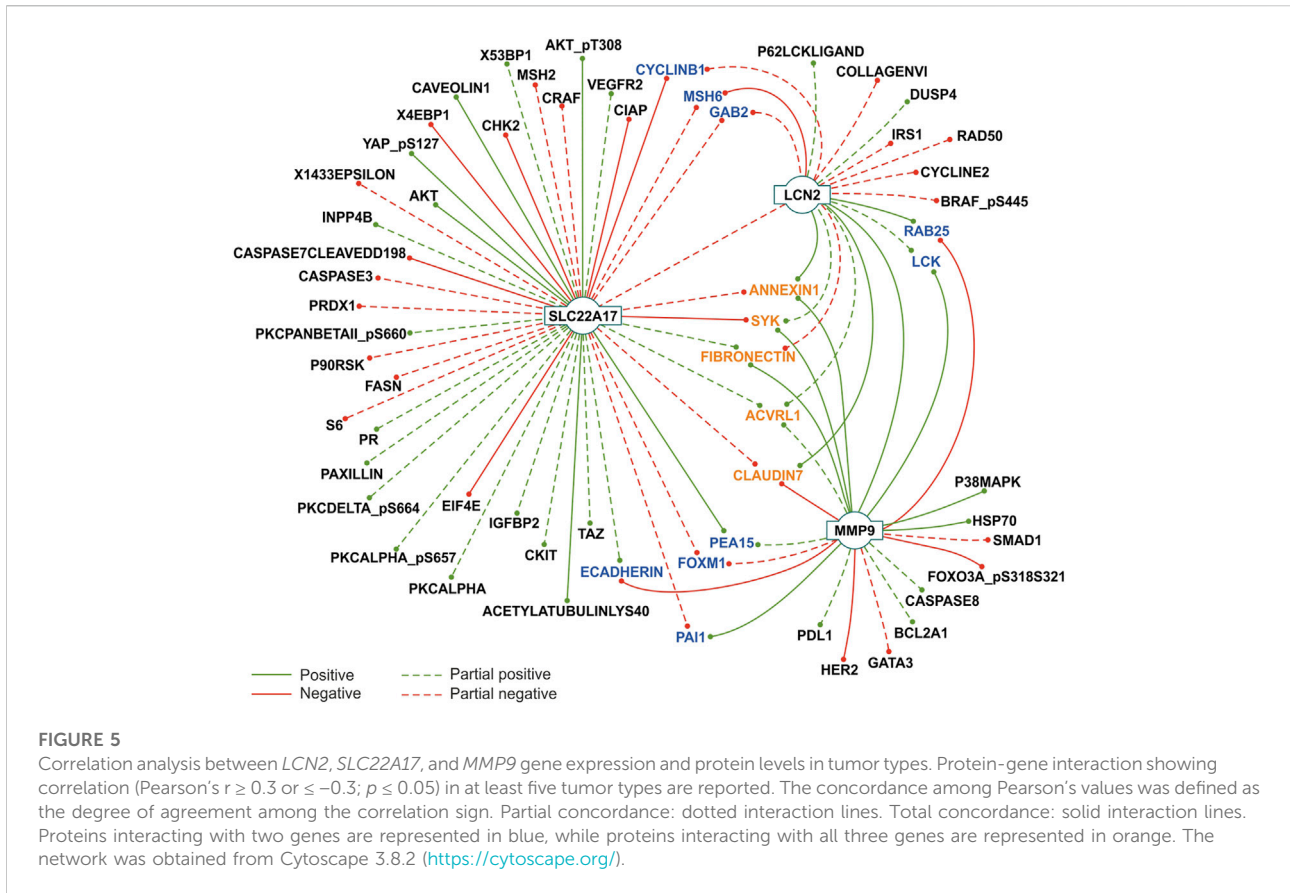 AKT_pT308
X53BP1
P62LCKLIGAND
MSH2
CYCLINB1
COLLAGENVI
CAVEOLIN1
VEGFR2
CRAF
MSH6
DUSP4
X4EBP1
CIAP
GAB2
CHK2
IRS1
RAD50
YAP_pS127
X1433EPSILON
CYCLINE2
AKT
LCN2
BRAF_pS445
INPP4B
RAB25
CASPASE7CLEAVEDD198
LCK
CASPASE3
ANNEXIN1
PRDX1
SLC22A17
SYK
PKCPANBETAII_pS660
FIBRONECTIN
P90RSK
FASN
ACVRL1
S6
PR
PAXILLIN
CLAUDIN7
P38MAPK
PKCDELTA_pS664
EIF4E
IGFBP2
TAZ
HSP70
MMP9
PEA15
SMAD1
PKCALPHA_pS657
CKIT
FOXM1
ECADHERIN
FOXO3A_pS318S321
PKCALPHA
CASPASE8
ACETYLATUBULINLYS40
BCL2A1
PAI1
PDL1
GATA3
HER2
Positive
Partial positive
Negative
Partial negative
FIGURE 5
Correlation analysis between LCN2, SLC22A17, and MMP9 gene expression and protein levels in tumor types. Protein-gene interaction showing
correlation (Pearson's r ≥ 0.3 or ≤ −0.3; p ≤ 0.05) in at least five tumor types are reported. The concordance among Pearson's values was defined as
the degree of agreement among the correlation sign. Partial concordance: dotted interaction lines. Total concordance: solid interaction lines.
Proteins interacting with two genes are represented in blue, while proteins interacting with all three genes are represented in orange. The
network was obtained from Cytoscape 3.8.2 (https://cytoscape.org/).